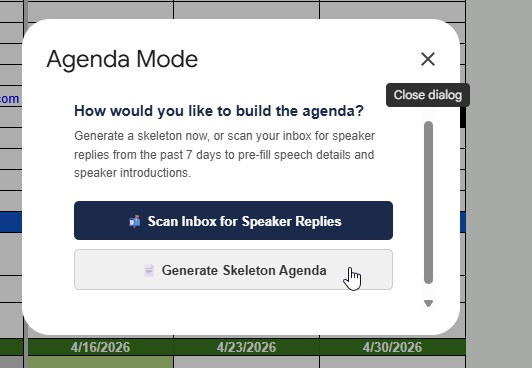 Agenda Mode
Close dialog
com
How would you like to build the agenda?
Generate a skeleton now, or scan your inbox for speaker
replies from the past 7 days to pre-fill speech details and
speaker introductions.
Scan Inbox for Speaker Replies
Generate Skeleton Agenda
4/16/2026 4/23/2026 4/30/2026